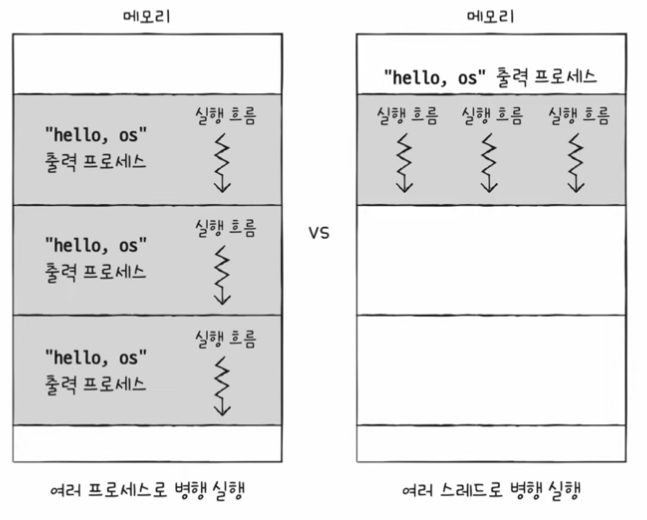 메모리
"hello, os"
출력 프로세스
실행 흐름
"hello, os"
출력 프로세스
실행 흐름
"hello, os"
출력 프로세스
실행 흐름
여러 프로세스로 병행 실행
vs
메모리
"hello, os" 출력 프로세스
실행 흐름 실행 흐름 실행 흐름
여러 스레드로 병행 실행